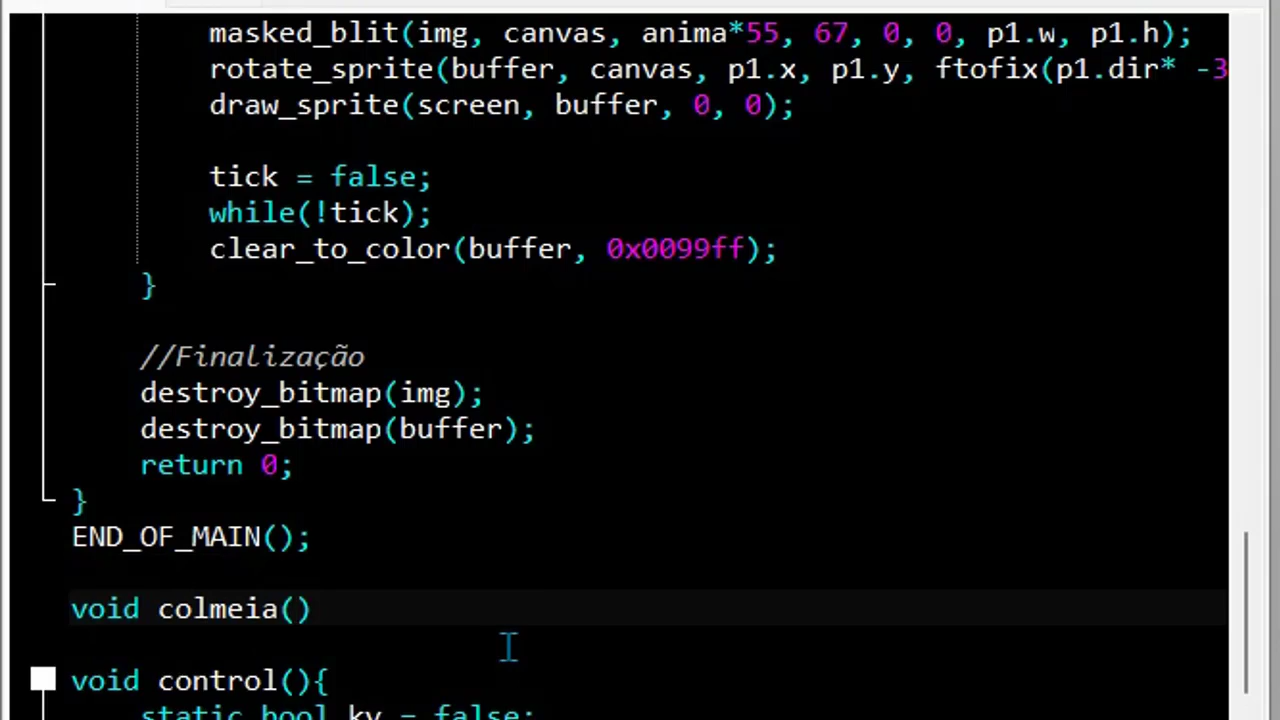 masked_blit(img, canvas, anima*55, 67, 0, 0, p1.w, p1.h);
rotate_sprite(buffer, canvas, p1.x, p1.y, ftofix(p1.dir* -3
draw_sprite(screen, buffer, 0, 0);
tick = false;
while(!tick);
clear_to_color(buffer, 0x0099ff);
}
//Finalização
destroy_bitmap(img);
destroy_bitmap(buffer);
return 0;
}
END_OF_MAIN();
void colmeia()
void control(){
static bool ky = false;